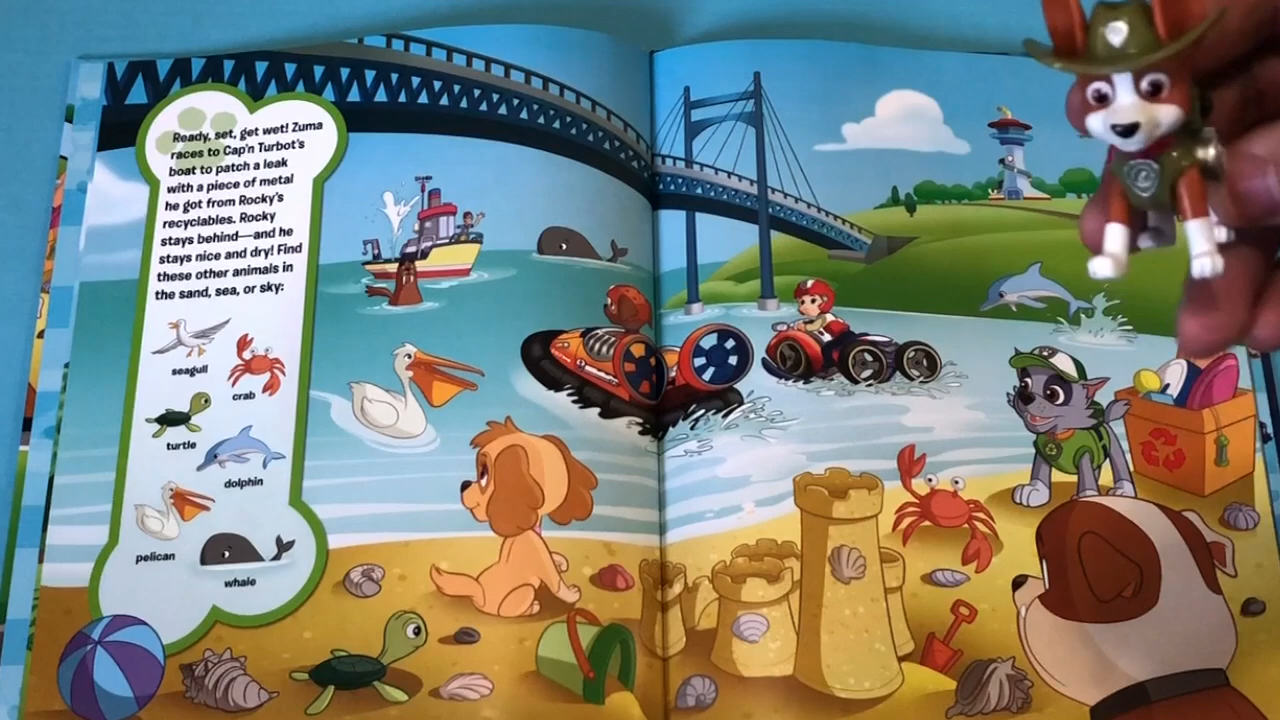 Ready, set, get wet! Zuma
races to Cap'n Turbot's
boat to patch a leak
with a piece of metal
he got from Rocky's
recyclables. Rocky
stays behind—and he
stays nice and dry! Find
these other animals in
the sand, sea, or sky:
seagull
crab
turtle
dolphin
pelican
whale